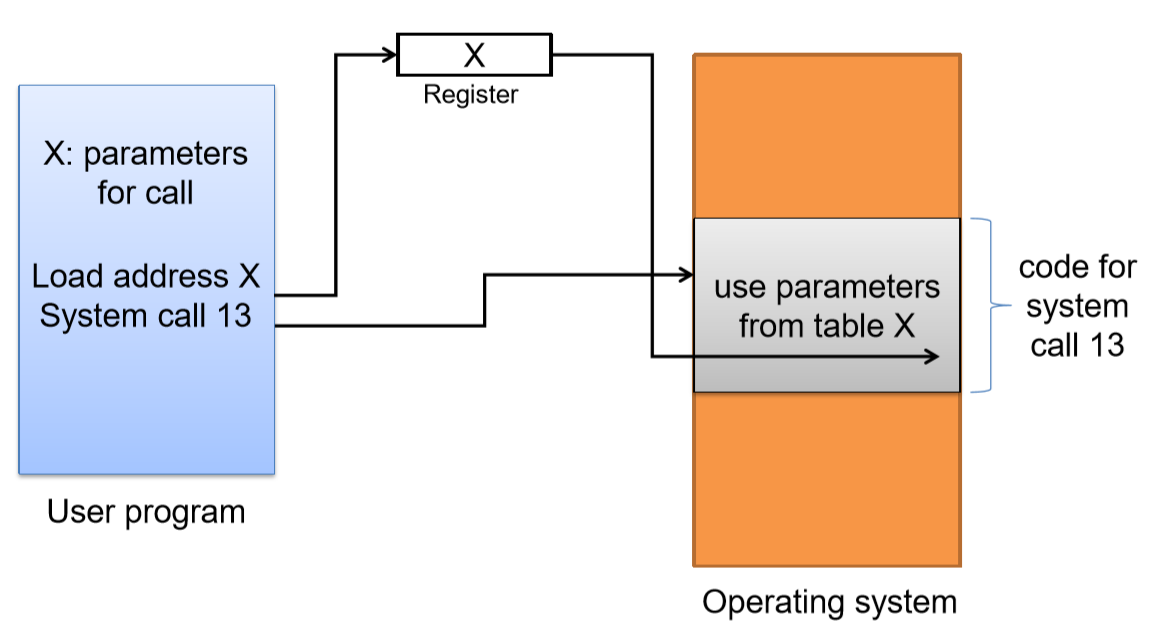 X
Register
X: parameters
for call
Load address X
System call 13
User program
use parameters
from table X
code for
system
call 13
Operating system